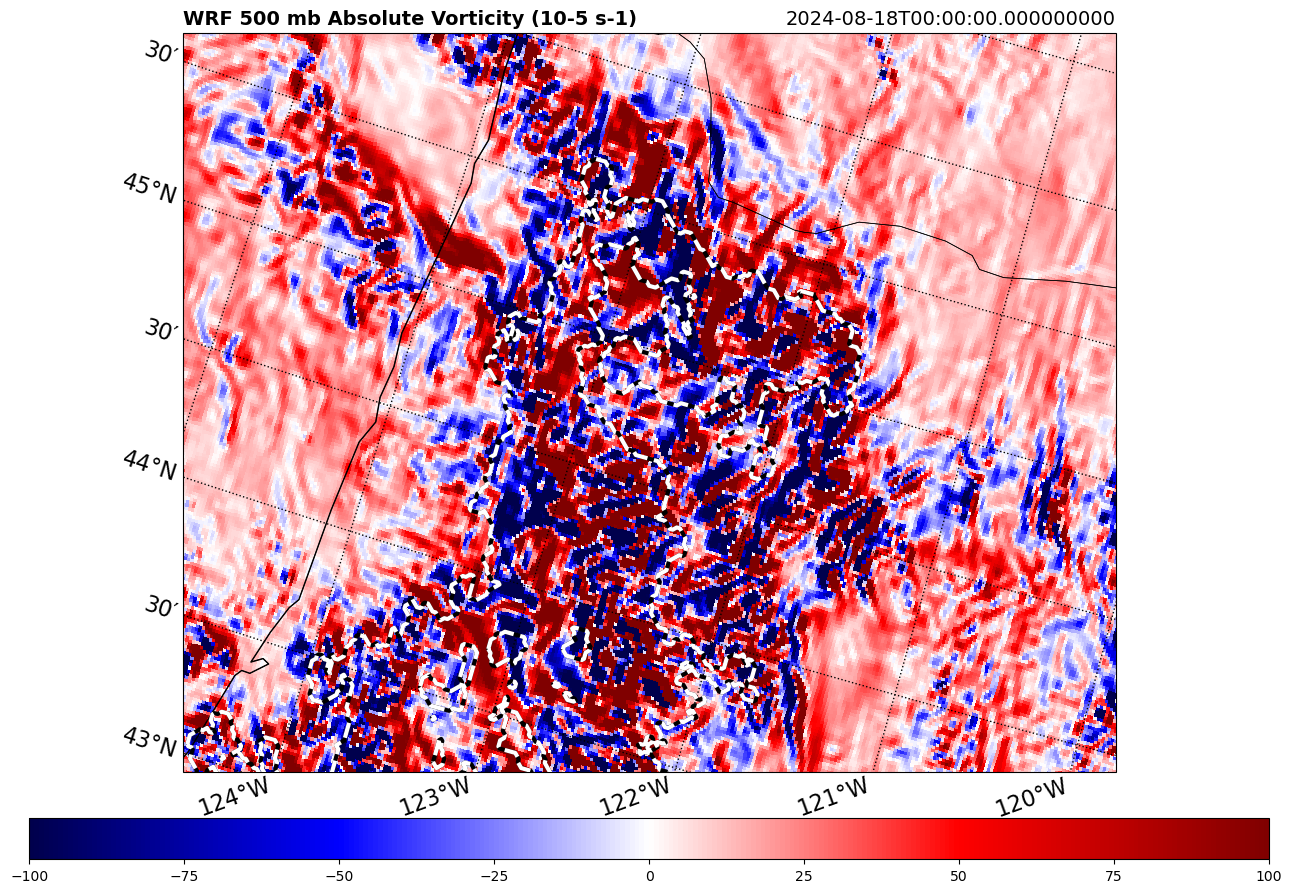 WRF 500 mb Absolute Vorticity (10-5 s-1)
2024-08-18T00:00:00.000000000
30′
45°N
30′
44°N
30′
43°N
124°W
123°W
122°W
121°W
120°W
−100
−75
−50
−25
0
25
50
75
100